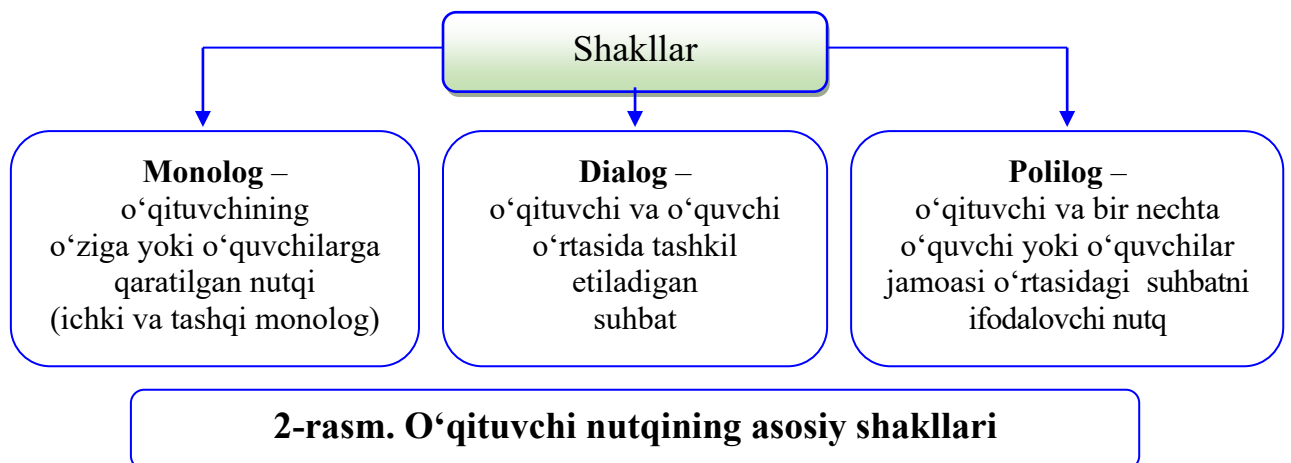 Shakllar
Monolog –
o‘qituvchining
o‘ziga yoki o‘quvchilarga
qaratilgan nutqi
(ichki va tashqi monolog)
Dialog –
o‘qituvchi va o‘quvchi
o‘rtasida tashkil
etiladigan
suhbat
Polilog –
o‘qituvchi va bir nechta
o‘quvchi yoki o‘quvchilar
jamoasi o‘rtasidagi suhbatni
ifodalovchi nutq
2-rasm. O‘qituvchi nutqining asosiy shakllari